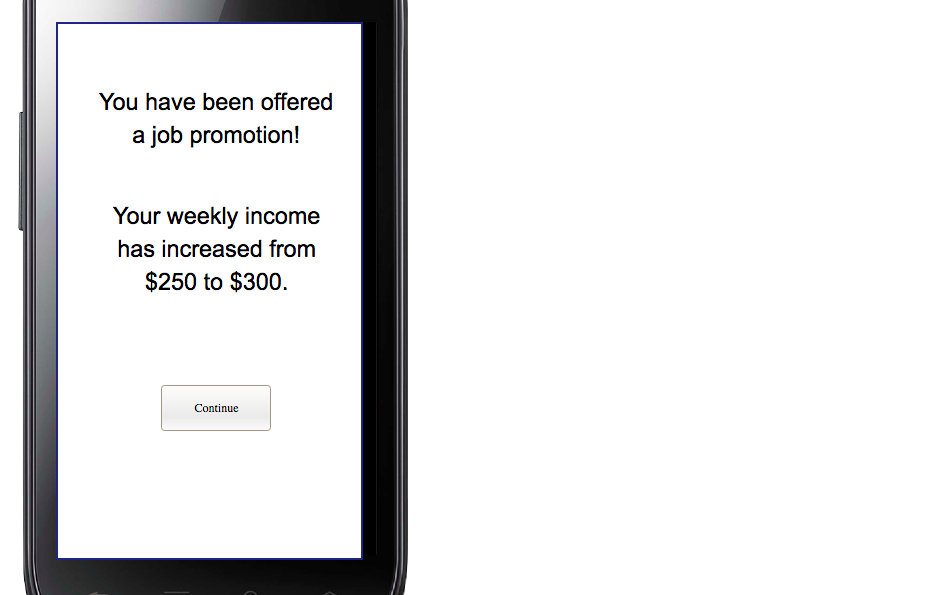 You have been offered
a job promotion!
Your weekly income
has increased from
$250 to $300.
Continue